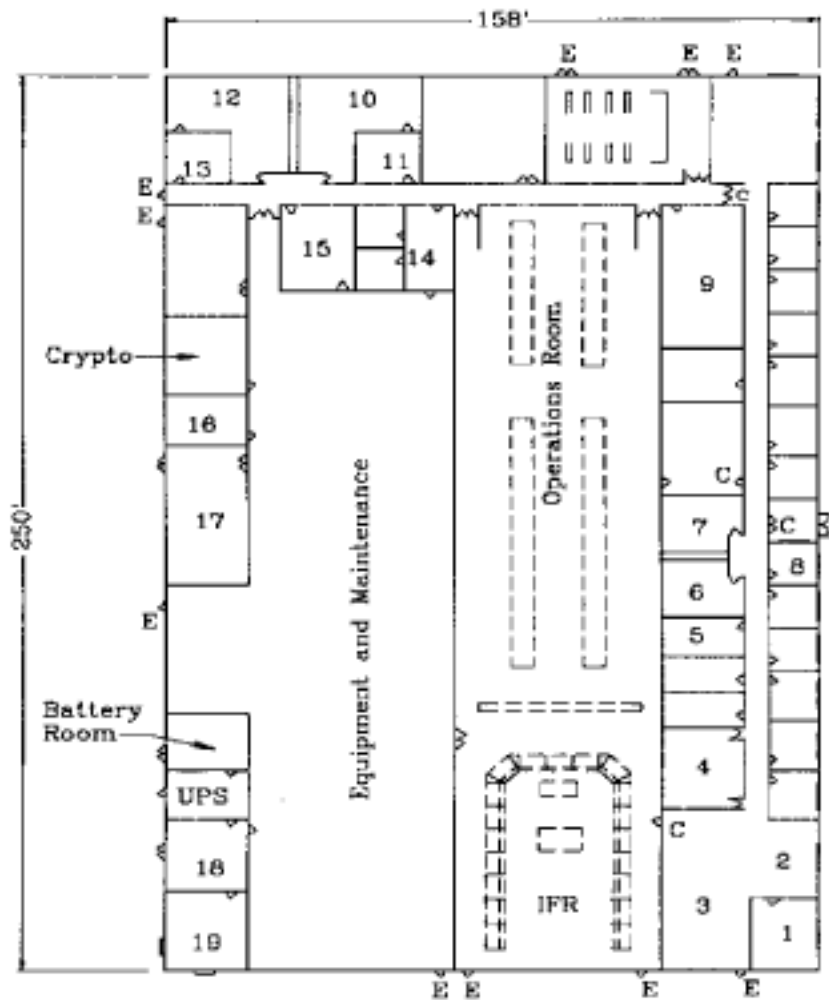 158'
E E E
12 10
13 11
E
E
C
15 14
9
Crypto
16
Operations Room
C
17
7
C
250'
8
6
E
5
Equipment and Maintenance
Battery
Room
4
UPS
C
18
2
3
IFR
1
19
E E E E